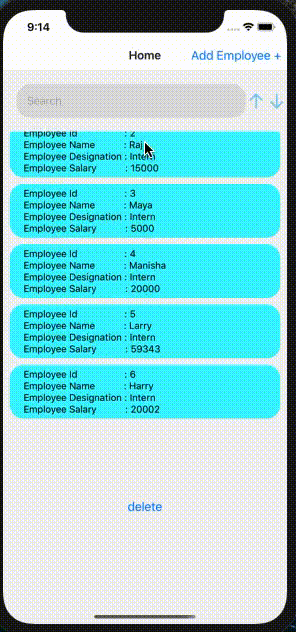 9:14
Home
Add Employee +
Search
Employee Id : 2
Employee Name :
Employee Designation : Intern
Employee Salary : 15000
Employee Id : 3
Employee Name : Maya
Employee Designation : Intern
Employee Salary : 5000
Employee Id : 4
Employee Name : Manisha
Employee Designation : Intern
Employee Salary : 20000
Employee Id : 5
Employee Name : Larry
Employee Designation : Intern
Employee Salary : 59343
Employee Id : 6
Employee Name : Harry
Employee Designation : Intern
Employee Salary : 20002
delete